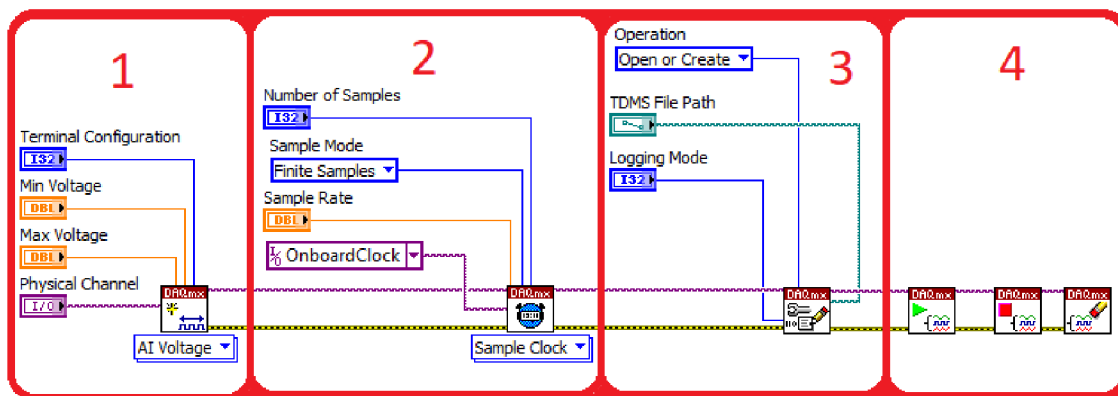 1
Terminal Configuration
I32
Min Voltage
DBL
Max Voltage
DBL
Physical Channel
I/O
DAQmx
AI Voltage
2
Number of Samples
I32
Sample Mode
Finite Samples
Sample Rate
DBL
I/O OnboardClock
DAQmx
Sample Clock
3
Operation
Open or Create
TDMS File Path
Logging Mode
I32
DAQmx
4
DAQmx
DAQmx
DAQmx